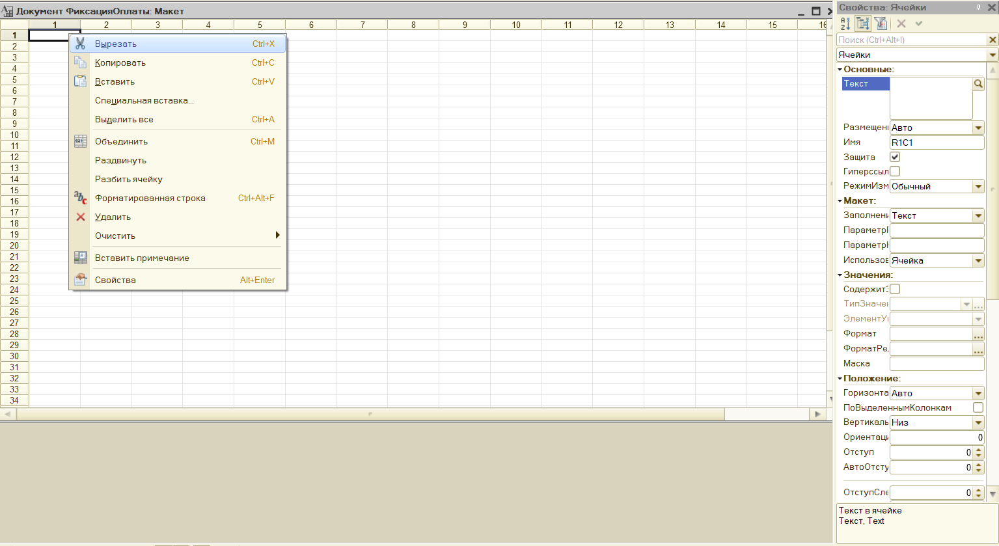 Документ ФиксацияОплаты: Макет
1 2 3 4 5 6 7 8 9 10 11 12 13 14 15 16
1
2
3
4
5
6
7
8
9
10
11
12
13
14
15
16
17
18
19
20
21
22
23
24
25
26
27
28
29
30
31
32
33
34
Вырезать Ctrl+X
Копировать Ctrl+C
Вставить Ctrl+V
Специальная вставка...
Выделить все Ctrl+A
Объединить Ctrl+M
Раздвинуть
Разбить ячейку
Форматированная строка Ctrl+Alt+F
Удалить
Очистить
Вставить примечание
Свойства Alt+Enter
Свойства: Ячейки
Поиск (Ctrl+Alt+I)
Ячейки
Основные:
Текст
Размещен Авто
Имя R1C1
Защита
Гиперссыл
РежимИзм Обычный
Макет:
Заполнени Текст
Параметр
Параметр
Использов Ячейка
Значения:
Содержит
ТипЗначен
ЭлементУ
Формат ...
ФорматРе ...
Маска
Положение:
Горизонта Авто
ПоВыделеннымКолонкам
Вертикаль Низ
Ориентаци 0
Отступ 0
АвтоОтсту 0
ОтступСле 0
Текст в ячейке
Текст, Text